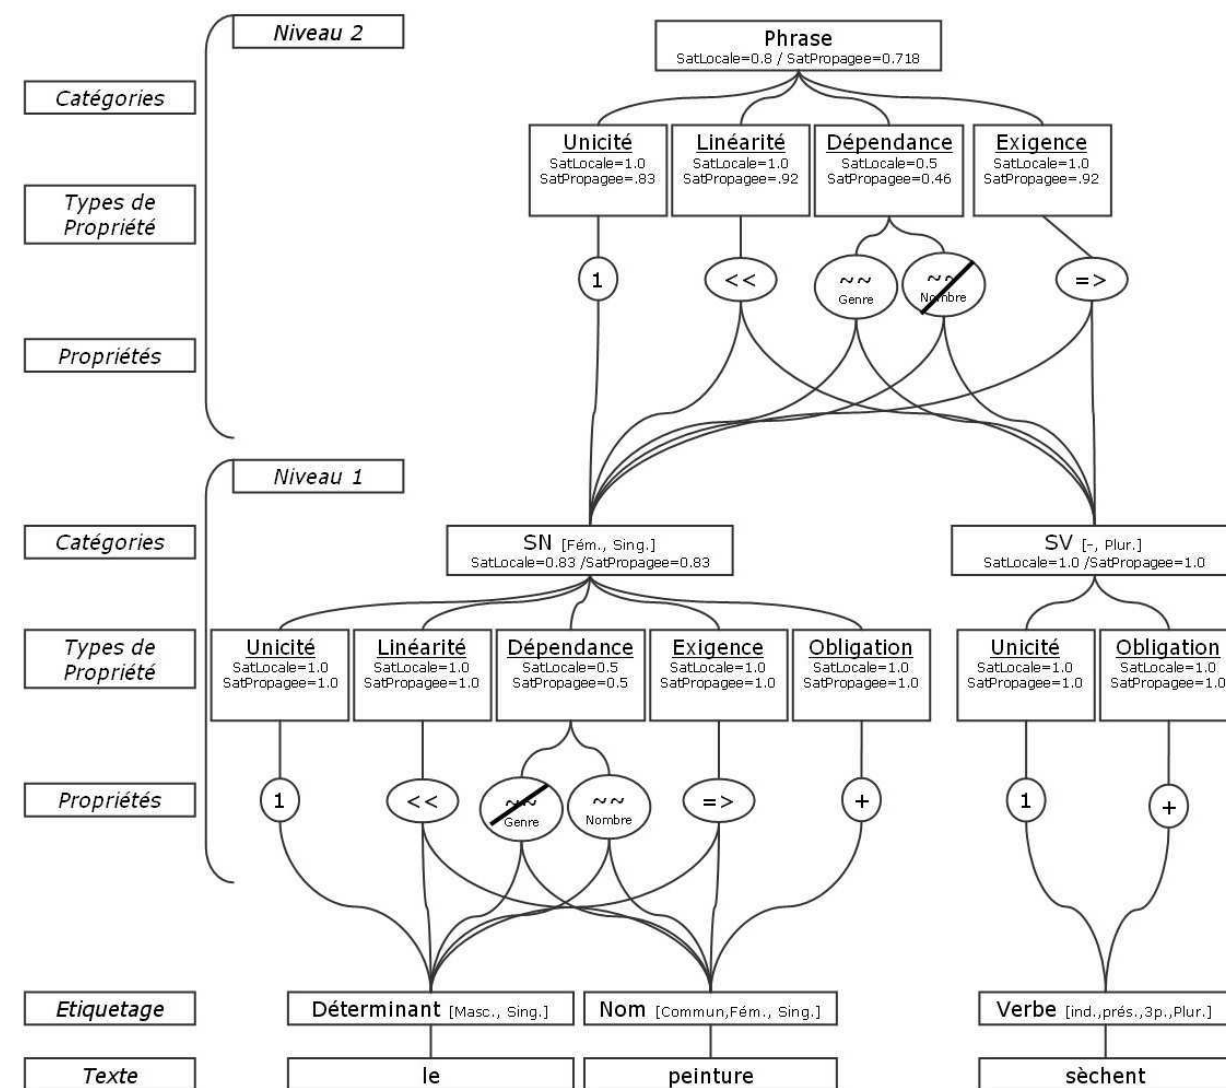 Niveau 2
Phrase
SatLocale=0.8 / SatPropagee=0.718
Catégories
Unicité
SatLocale=1.0
SatPropagee=.83
Linéarité
SatLocale=1.0
SatPropagee=.92
Dépendance
SatLocale=0.5
SatPropagee=0.46
Exigence
SatLocale=1.0
SatPropagee=.92
Types de
Propriété
1
<<
~~
Genre
~~
Nombre
=>
Propriétés
Niveau 1
Catégories
SN [Fém., Sing.]
SatLocale=0.83 /SatPropagee=0.83
SV [-, Plur.]
SatLocale=1.0 /SatPropagee=1.0
Types de
Propriété
Unicité
SatLocale=1.0
SatPropagee=1.0
Linéarité
SatLocale=1.0
SatPropagee=1.0
Dépendance
SatLocale=0.5
SatPropagee=0.5
Exigence
SatLocale=1.0
SatPropagee=1.0
Obligation
SatLocale=1.0
SatPropagee=1.0
Unicité
SatLocale=1.0
SatPropagee=1.0
Obligation
SatLocale=1.0
SatPropagee=1.0
Propriétés
1
<<
~~
Genre
~~
Nombre
=>
+
1
+
Etiquetage
Déterminant [Masc., Sing.]
Nom [Commun,Fém., Sing.]
Verbe [ind.,prés.,3p.,Plur.]
Texte
le
peinture
sèchent